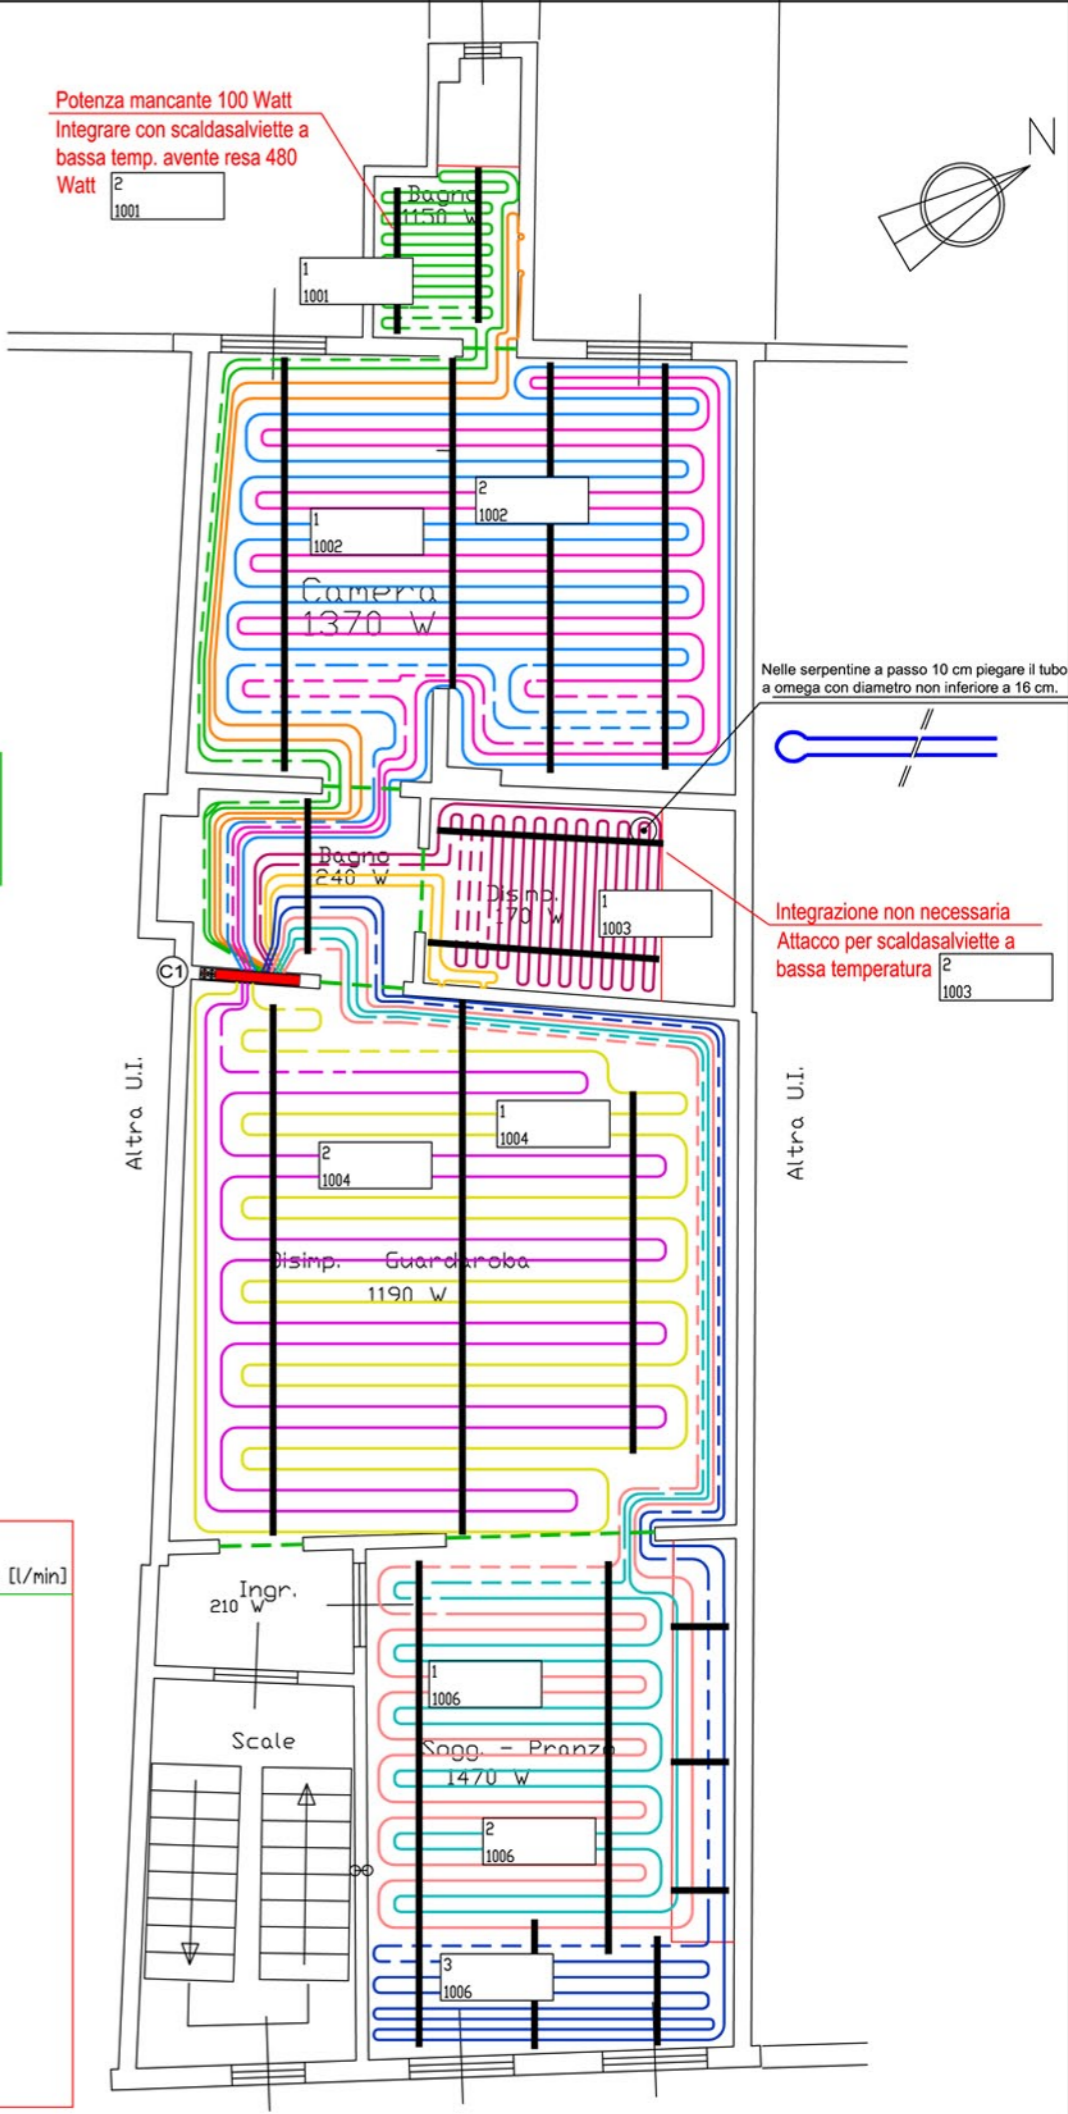 Potenza mancante 100 Watt
Integrare con scaldasalviette a
bassa temp. avente resa 480
Watt
2
1001
N
Bagno
1150 W
1
1001
2
1002
1
1002
Camera
1370 W
Nelle serpentine a passo 10 cm piegare il tubo
a omega con diametro non inferiore a 16 cm.
Bagno
240 W
Disimp.
170 W
1
1003
Integrazione non necessaria
Attacco per scaldasalviette a
bassa temperatura
2
1003
C1
Altra U.I.
Altra U.I.
1
1004
2
1004
Disimp. Guardaroba
1190 W
[l/min]
Ingr.
210 W
1
1006
Scale
Sogg. - Pranzo
1470 W
2
1006
3
1006